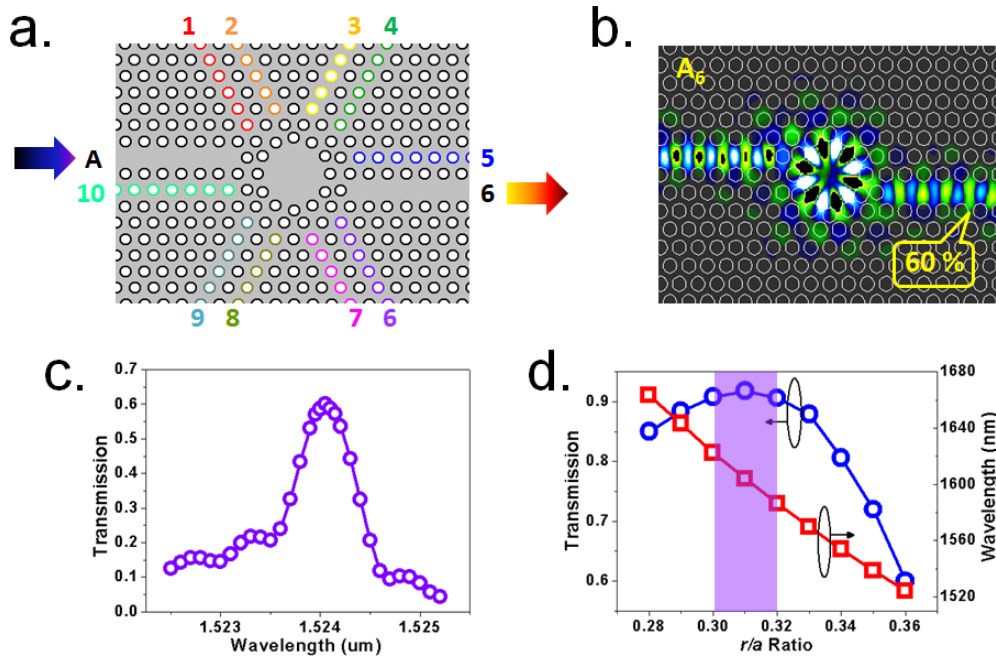 a.
1 2 3 4
A
10
5
6
9 8 7 6
b.
A6
60 %
c.
0.7
0.6
0.5
0.4
0.3
0.2
0.1
0.0
Transmission
1.523 1.524 1.525
Wavelength (um)
d.
0.9
0.8
0.7
0.6
Transmission
1680
1640
1600
1560
1520
Wavelength (nm)
0.28 0.30 0.32 0.34 0.36
r/a Ratio